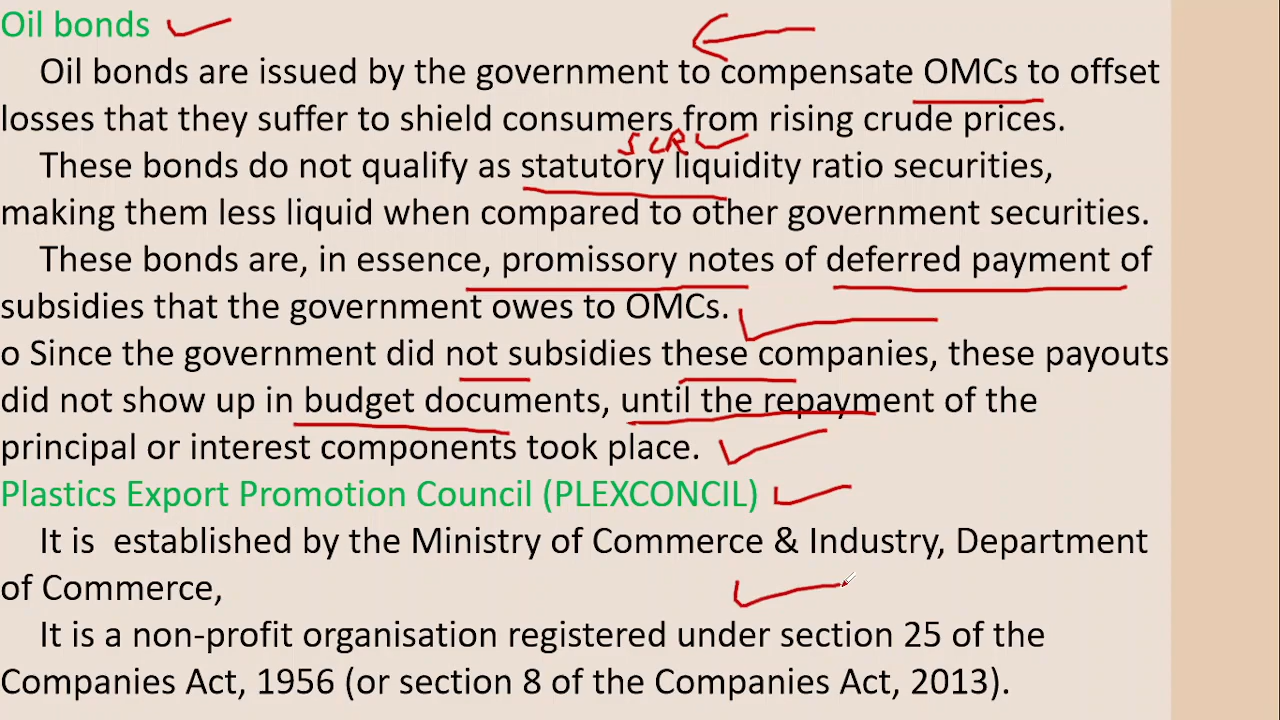 Oil bonds
Oil bonds are issued by the government to compensate OMCs to offset
losses that they suffer to shield consumers from rising crude prices.
SLR
These bonds do not qualify as statutory liquidity ratio securities,
making them less liquid when compared to other government securities.
These bonds are, in essence, promissory notes of deferred payment of
subsidies that the government owes to OMCs.
o Since the government did not subsidies these companies, these payouts
did not show up in budget documents, until the repayment of the
principal or interest components took place.
Plastics Export Promotion Council (PLEXCONCIL)
It is  established by the Ministry of Commerce & Industry, Department
of Commerce,
It is a non-profit organisation registered under section 25 of the
Companies Act, 1956 (or section 8 of the Companies Act, 2013).